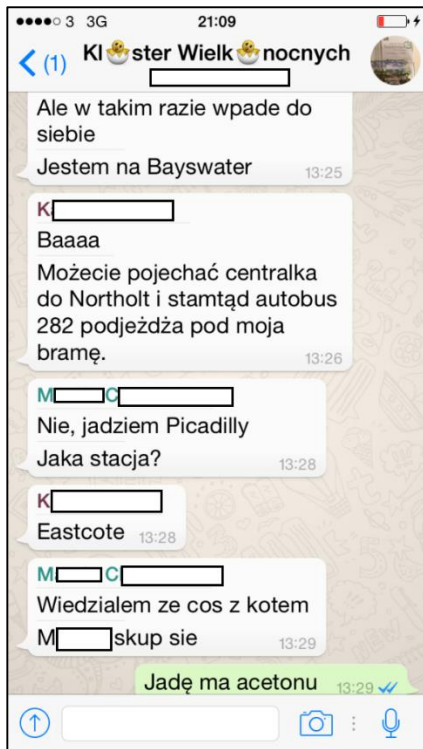 3 3G 21:09
(1) Kl🐣ster Wielk🐣nocnych
Ale w takim razie wpade do
siebie
Jestem na Bayswater 13:25
K
Baaaa
Możecie pojechać centralka
do Northolt i stamtąd autobus
282 podjeżdża pod moja
bramę. 13:26
M C
Nie, jadziem Picadilly
Jaka stacja? 13:28
K
Eastcote 13:28
M C
Wiedzialem ze cos z kotem
M skup sie 13:29
Jadę ma acetonu 13:29